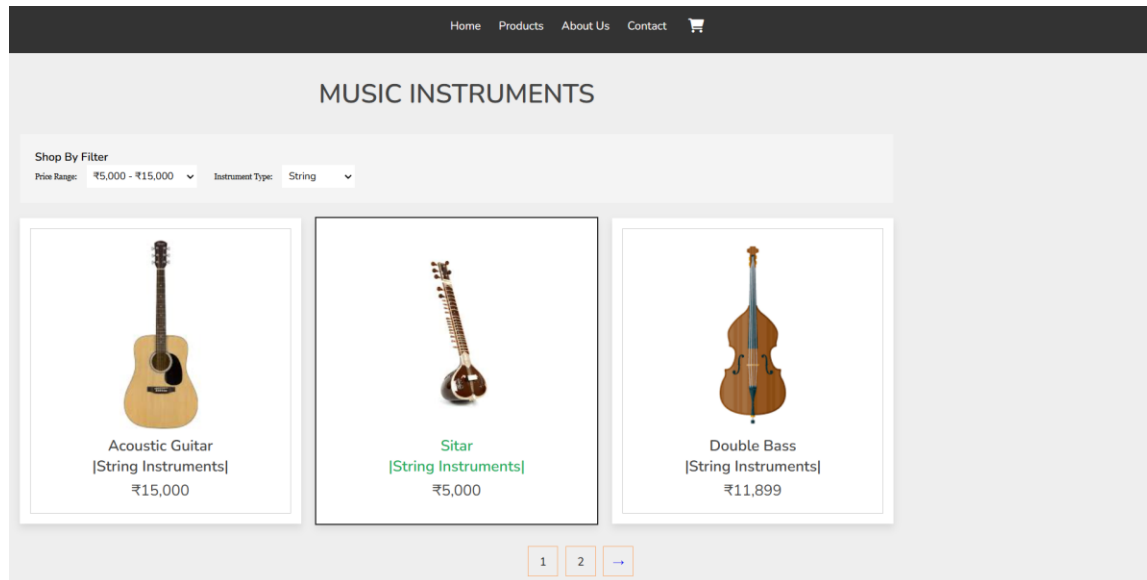 Home Products About Us Contact
MUSIC INSTRUMENTS
Shop By Filter
Price Range: ₹5,000 - ₹15,000 Instrument Type: String
Acoustic Guitar
|String Instruments|
₹15,000
Sitar
|String Instruments|
₹5,000
Double Bass
|String Instruments|
₹11,899
1 2 →